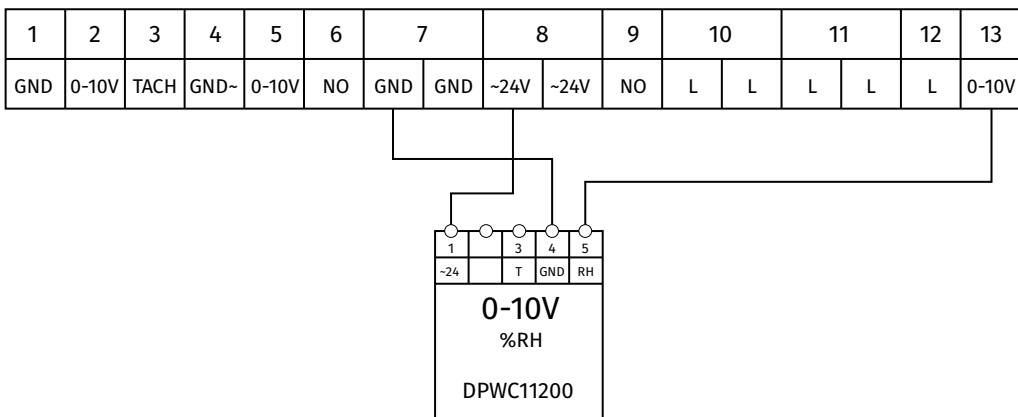 1 2 3 4 5 6 7 8 9 10 11 12 13
GND 0-10V TACH GND~ 0-10V NO GND GND ~24V ~24V NO L L L L L 0-10V
1 3 4 5
~24 T GND RH
0-10V
%RH
DPWC11200